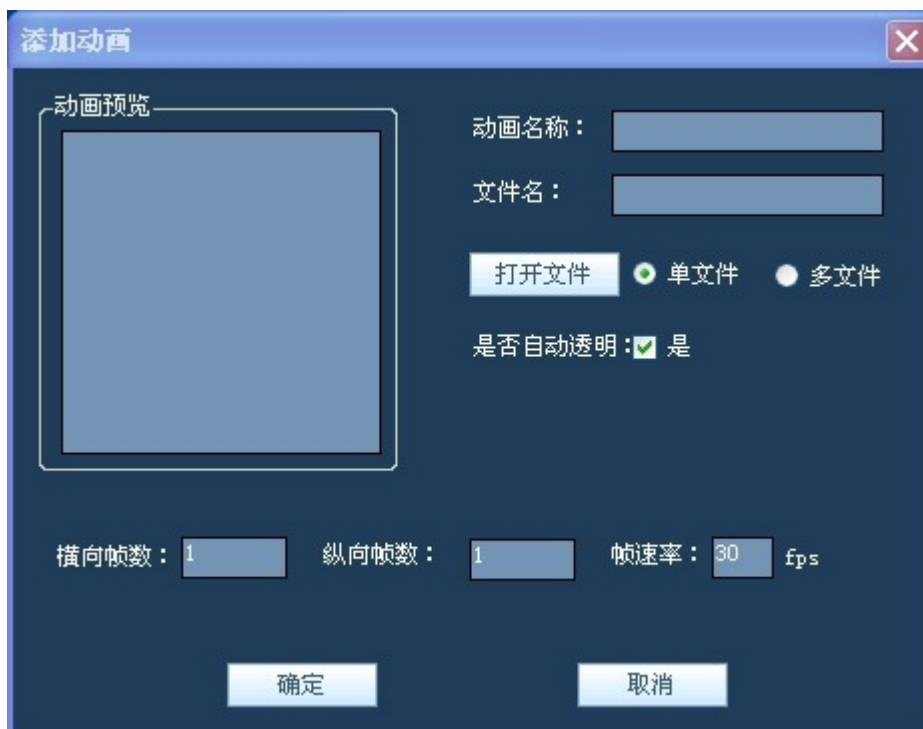 添加动画
动画预览
动画名称：
文件名：
打开文件 单文件 多文件
是否自动透明: 是
横向帧数： 1 纵向帧数： 1 帧速率： 30 fps
确定 取消